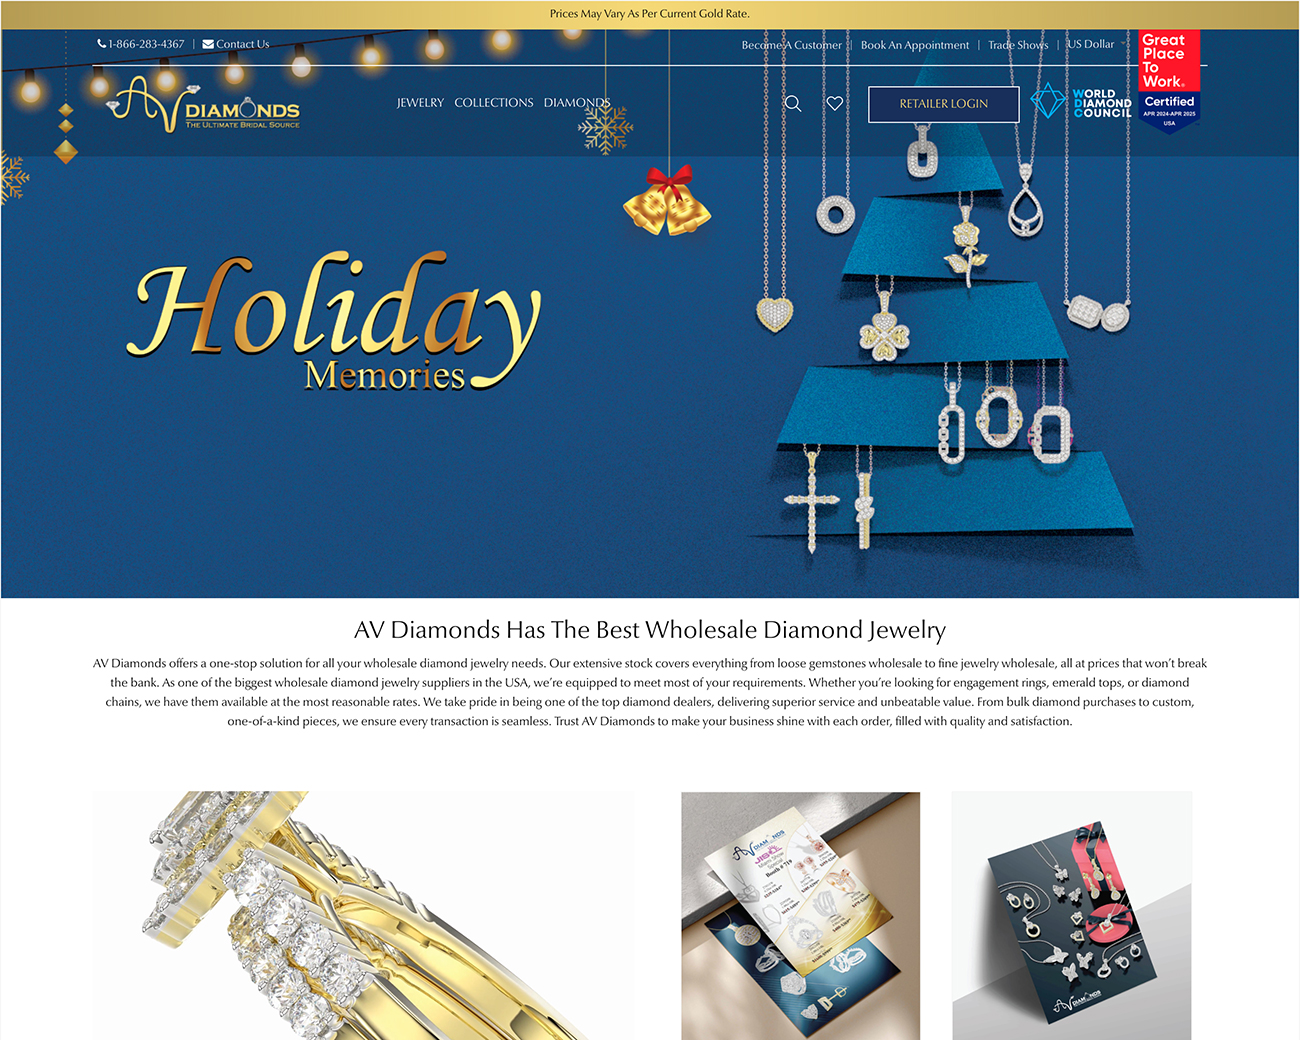 Prices May Vary As Per Current Gold Rate.
1-866-283-4367 | Contact Us
Become A Customer | Book An Appointment | Trade Shows | US Dollar
Great
Place
To
Work®
Certified
APR 2024-APR 2025
USA
AV DIAMONDS
The Ultimate Bridal Source
JEWELRY COLLECTIONS DIAMONDS
RETAILER LOGIN
WORLD
DIAMOND
COUNCIL
Holiday
Memories
AV Diamonds Has The Best Wholesale Diamond Jewelry
AV Diamonds offers a one-stop solution for all your wholesale diamond jewelry needs. Our extensive stock covers everything from loose gemstones wholesale to fine jewelry wholesale, all at prices that won't break
the bank. As one of the biggest wholesale diamond jewelry suppliers in the USA, we're equipped to meet most of your requirements. Whether you're looking for engagement rings, emerald tops, or diamond
chains, we have them available at the most reasonable rates. We take pride in being one of the top diamond dealers, delivering superior service and unbeatable value. From bulk diamond purchases to custom,
one-of-a-kind pieces, we ensure every transaction is seamless. Trust AV Diamonds to make your business shine with each order, filled with quality and satisfaction.
AV DIAMONDS
Booth # 719
AV DIAMONDS